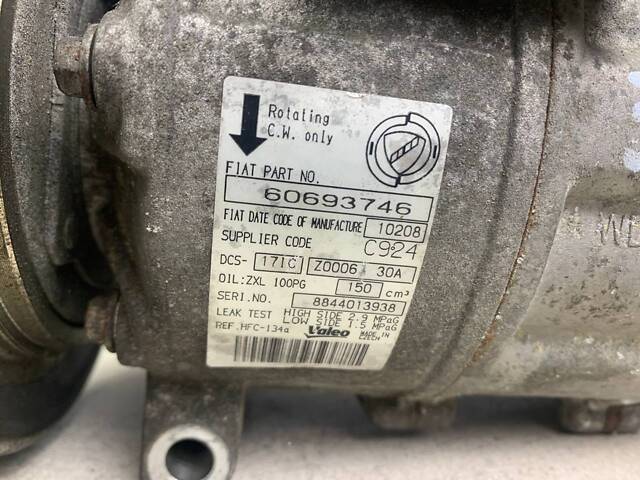 Rotating
C.W. only
FIAT PART NO.
60693746
FIAT DATE CODE OF MANUFACTURE 10208
SUPPLIER CODE C924
DCS- 171C Z0006 30A
OIL:ZXL 100PG 150 cm³
SERI.NO. 8844013938
LEAK TEST HIGH SIDE 2.9 MPaG
LOW SIDE 1.5 MPaG
REF.HFC-134a Valeo MADE IN
CZECH